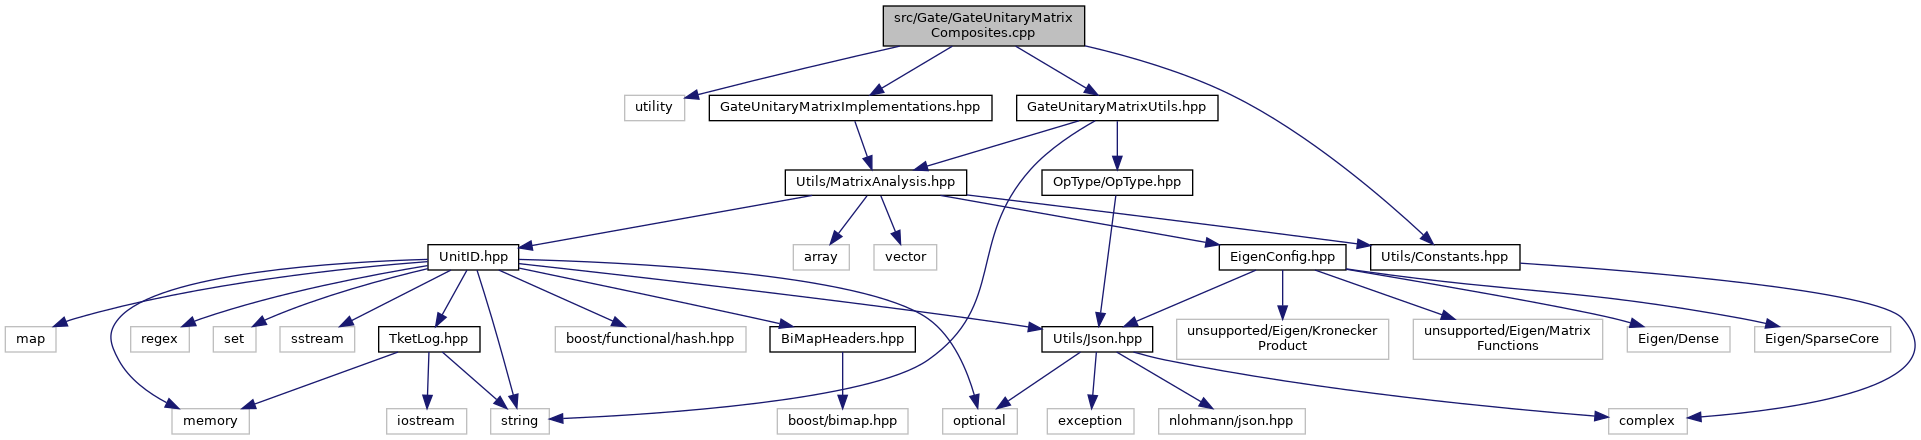 src/Gate/GateUnitaryMatrix
Composites.cpp
utility
GateUnitaryMatrixImplementations.hpp
GateUnitaryMatrixUtils.hpp
Utils/MatrixAnalysis.hpp
OpType/OpType.hpp
UnitID.hpp
array
vector
EigenConfig.hpp
Utils/Constants.hpp
map
regex
set
sstream
TketLog.hpp
boost/functional/hash.hpp
BiMapHeaders.hpp
Utils/Json.hpp
unsupported/Eigen/Kronecker
Product
unsupported/Eigen/Matrix
Functions
Eigen/Dense
Eigen/SparseCore
memory
iostream
string
boost/bimap.hpp
optional
exception
nlohmann/json.hpp
complex